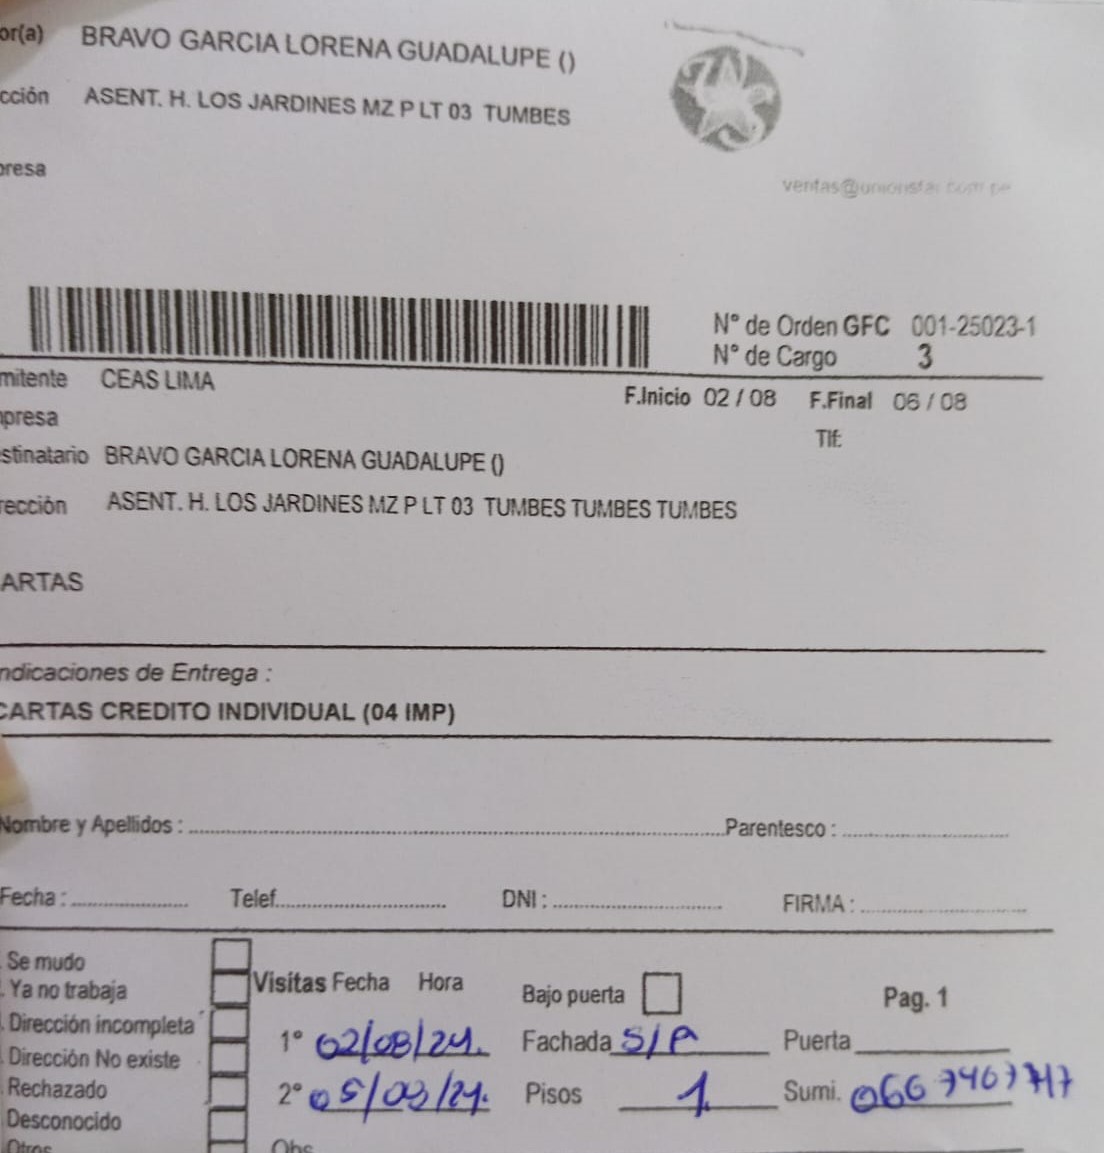 or(a) BRAVO GARCIA LORENA GUADALUPE ()
cción ASENT. H. LOS JARDINES MZ P LT 03 TUMBES
presa
ventas@unionstar.com.pe
N° de Orden GFC 001-25023-1
N° de Cargo 3
mitente CEAS LIMA
F.Inicio 02 / 08 F.Final 06 / 08
mpresa
Tlf:
stinatario BRAVO GARCIA LORENA GUADALUPE ()
rección ASENT. H. LOS JARDINES MZ P LT 03 TUMBES TUMBES TUMBES
ARTAS
ndicaciones de Entrega :
CARTAS CREDITO INDIVIDUAL (04 IMP)
Nombre y Apellidos : Parentesco :
Fecha : Telef. DNI : FIRMA :
Se mudo
Ya no trabaja
Dirección incompleta
Dirección No existe
Rechazado
Desconocido
Otros
Visitas Fecha Hora
1° 02/08/24.
2° 05/08/24.
Obs
Bajo puerta
Fachada S/P
Pisos 1.
Pag. 1
Puerta
Sumi.